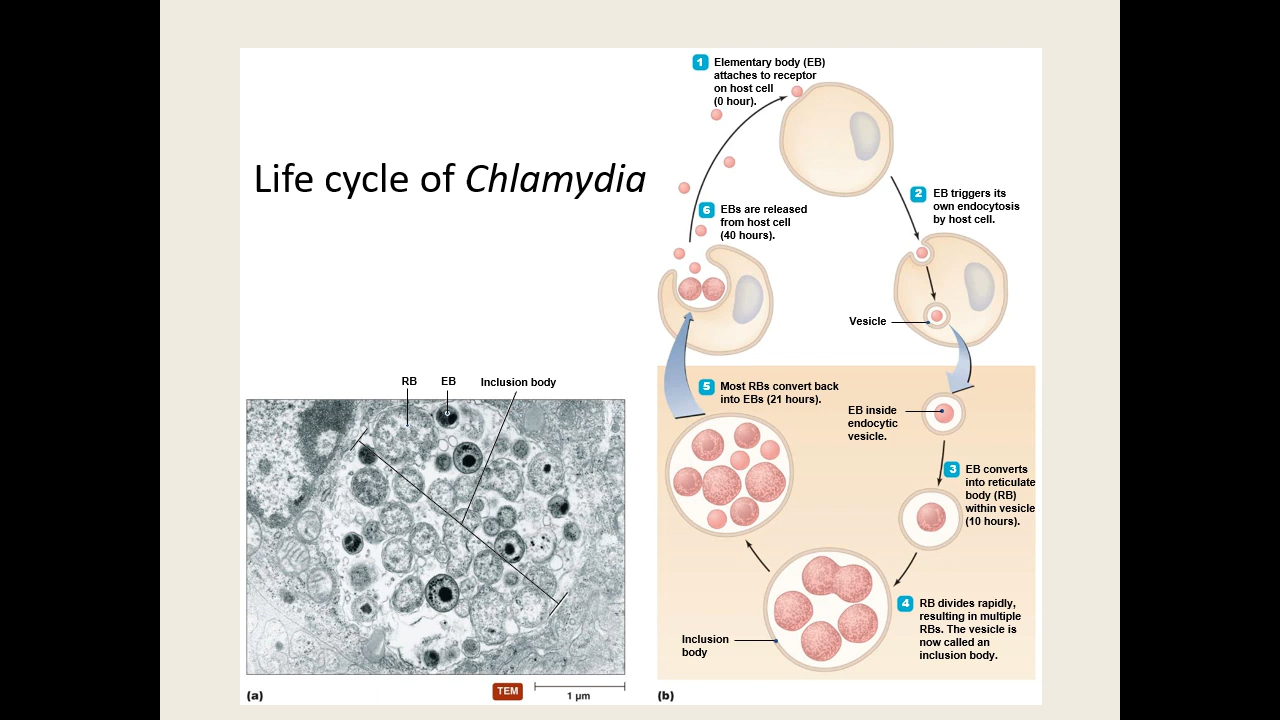 Life cycle of Chlamydia
RB
EB
Inclusion body
(a)
TEM
1 µm
1 Elementary body (EB)
attaches to receptor
on host cell
(0 hour).
2 EB triggers its
own endocytosis
by host cell.
Vesicle
EB inside
endocytic
vesicle.
3 EB converts
into reticulate
body (RB)
within vesicle
(10 hours).
4 RB divides rapidly,
resulting in multiple
RBs. The vesicle is
now called an
inclusion body.
Inclusion
body
5 Most RBs convert back
into EBs (21 hours).
6 EBs are released
from host cell
(40 hours).
(b)